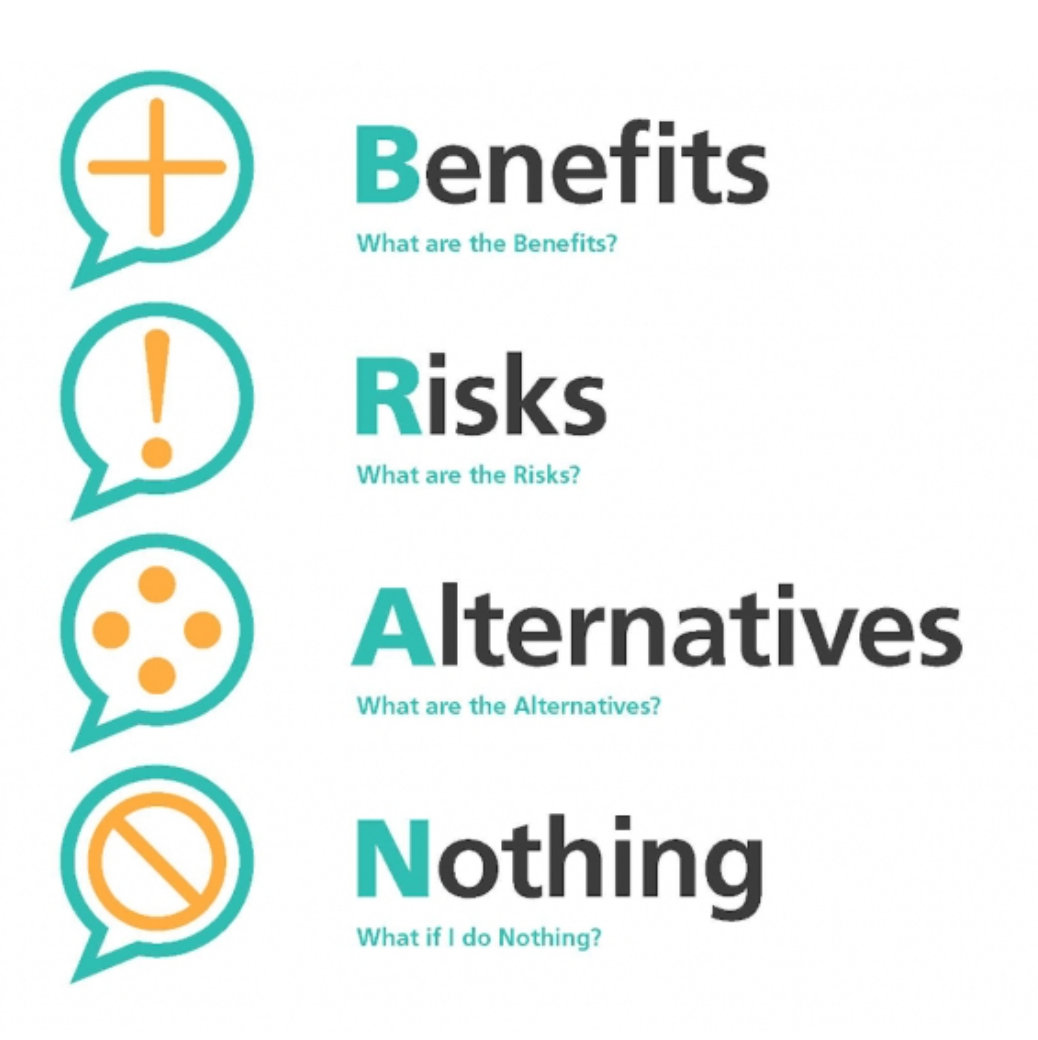 Benefits
What are the Benefits?
Risks
What are the Risks?
Alternatives
What are the Alternatives?
Nothing
What if I do Nothing?